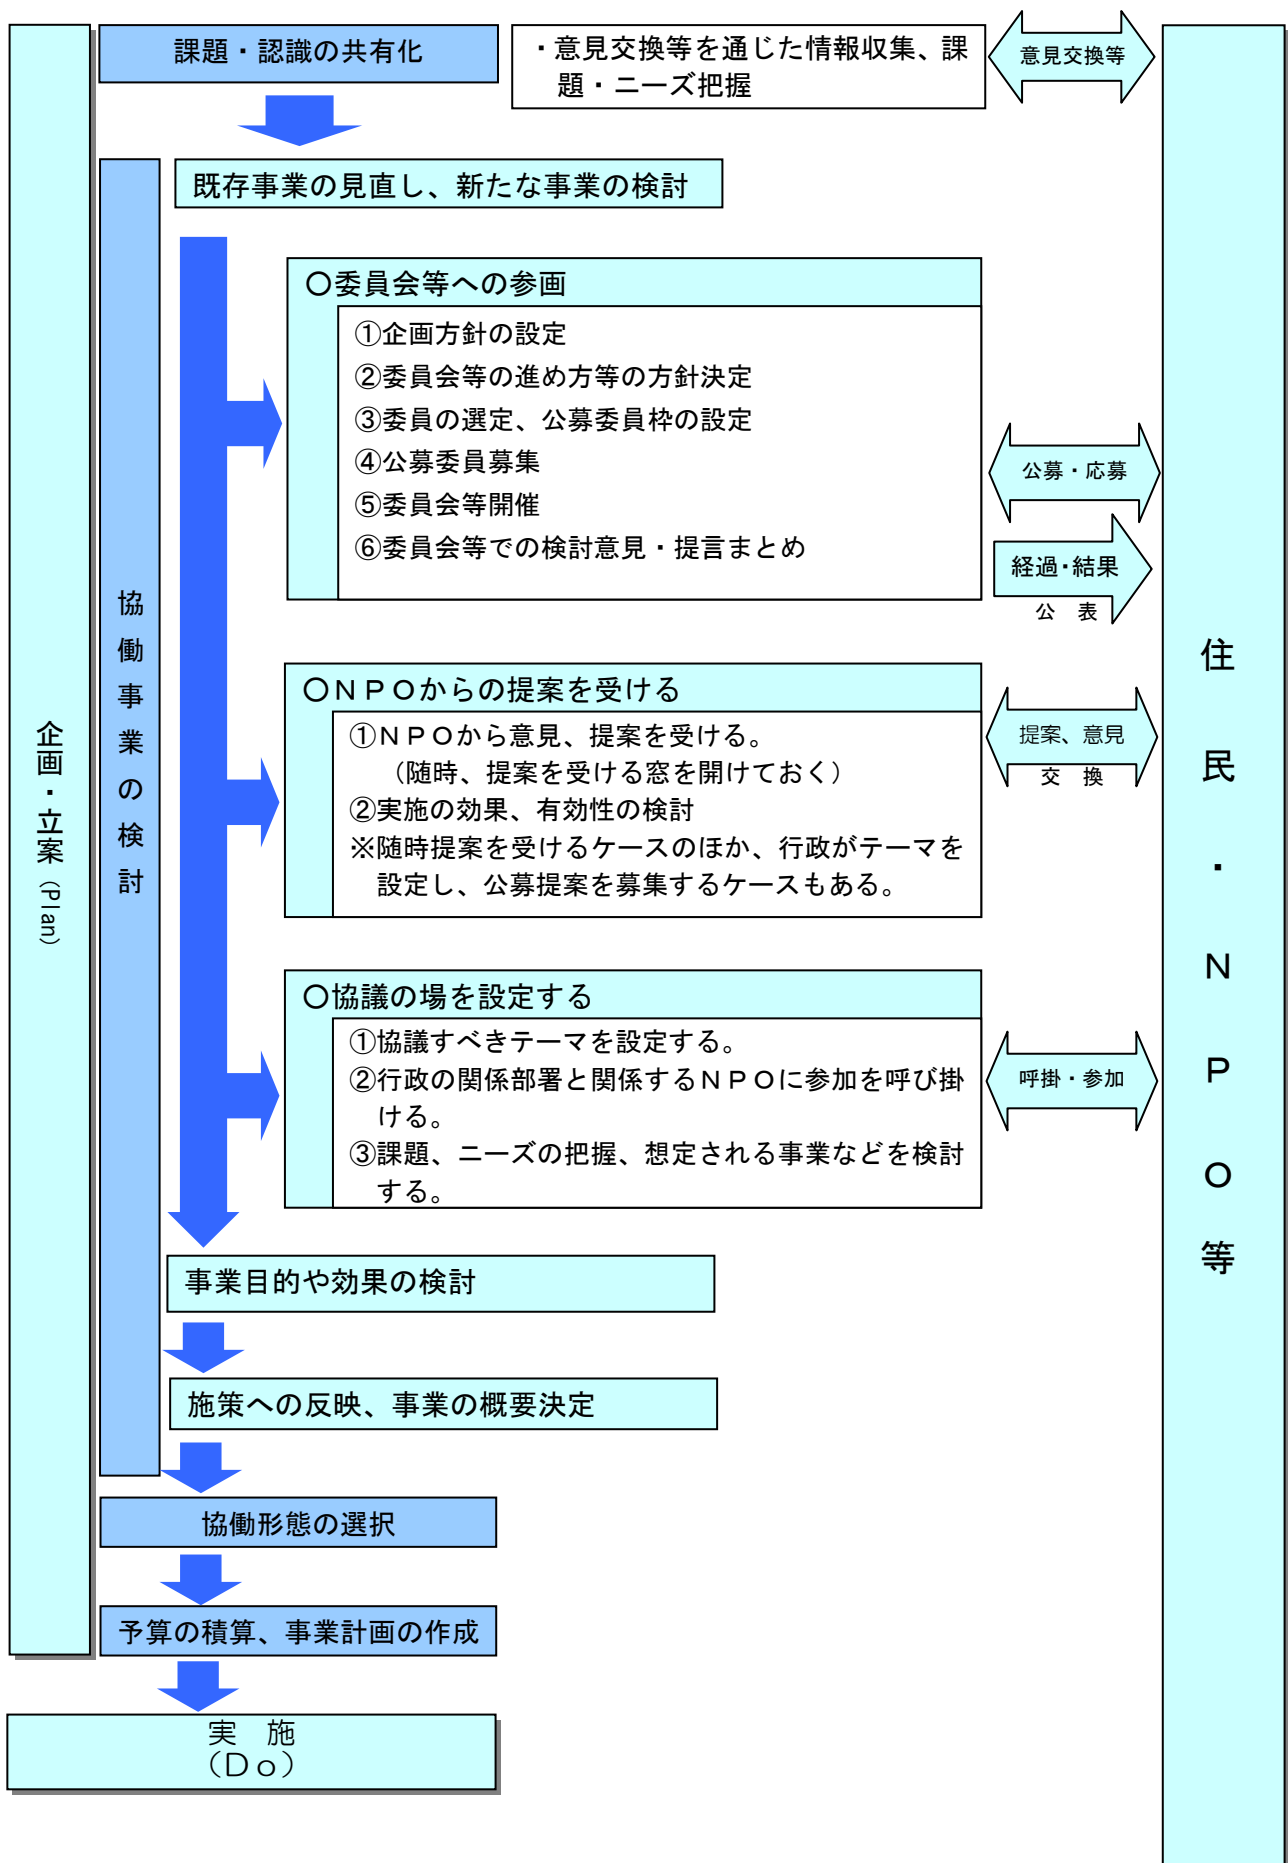 課題・認識の共有化
・意見交換等を通じた情報収集、課
題・ニーズ把握
意見交換等
既存事業の見直し、新たな事業の検討
○委員会等への参画
①企画方針の設定
②委員会等の進め方等の方針決定
③委員の選定、公募委員枠の設定
④公募委員募集
⑤委員会等開催
⑥委員会等での検討意見・提言まとめ
公募・応募
経過・結果
公　表
○ＮＰＯからの提案を受ける
①ＮＰＯから意見、提案を受ける。
（随時、提案を受ける窓を開けておく）
②実施の効果、有効性の検討
※随時提案を受けるケースのほか、行政がテーマを
設定し、公募提案を募集するケースもある。
提案、意見
交　換
○協議の場を設定する
①協議すべきテーマを設定する。
②行政の関係部署と関係するＮＰＯに参加を呼び掛
ける。
③課題、ニーズの把握、想定される事業などを検討
する。
呼掛・参加
事業目的や効果の検討
施策への反映、事業の概要決定
協働形態の選択
予算の積算、事業計画の作成
実　施
（Ｄｏ）
企画・立案（Plan）
協働事業の検討
住民・ＮＰＯ等